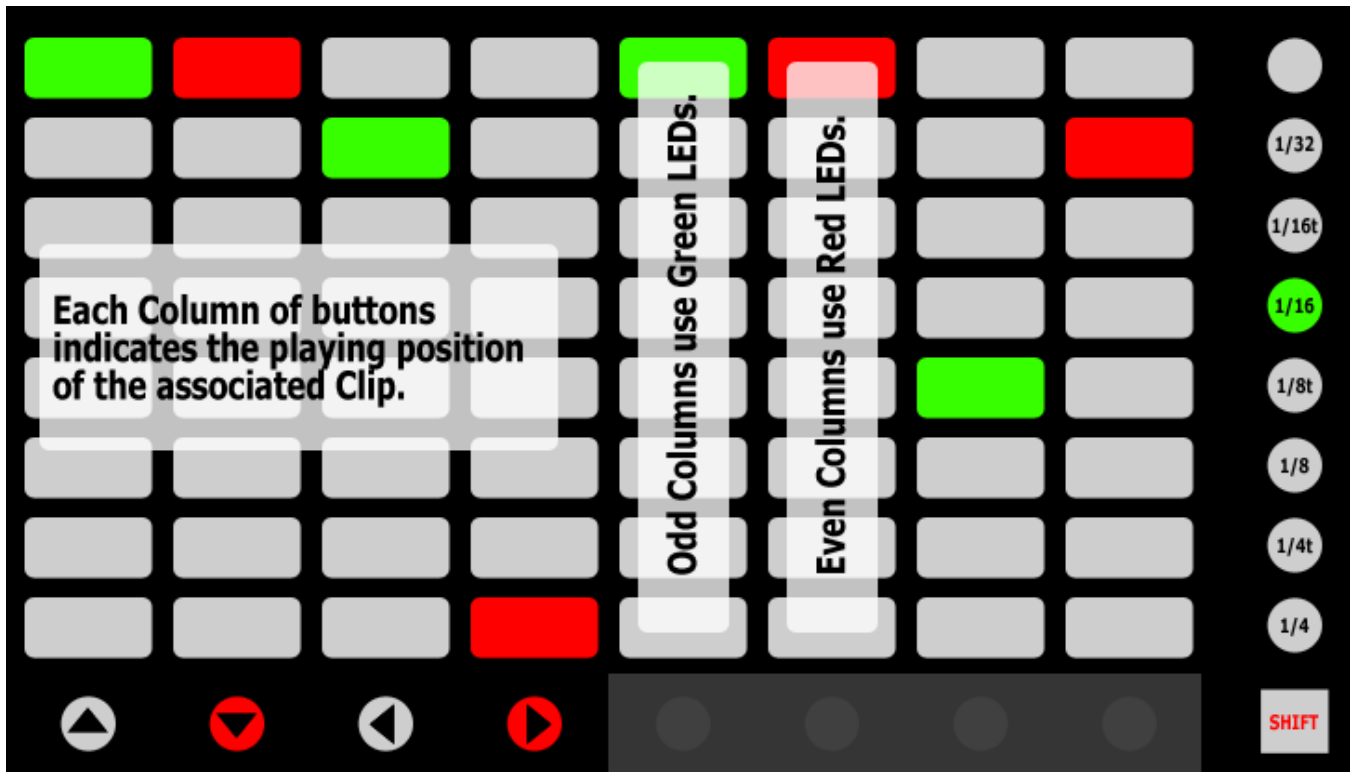 1/32
1/16t
Each Column of buttons
indicates the playing position
of the associated Clip.
Odd Columns use Green LEDs.
Even Columns use Red LEDs.
1/16
1/8t
1/8
1/4t
1/4
SHIFT